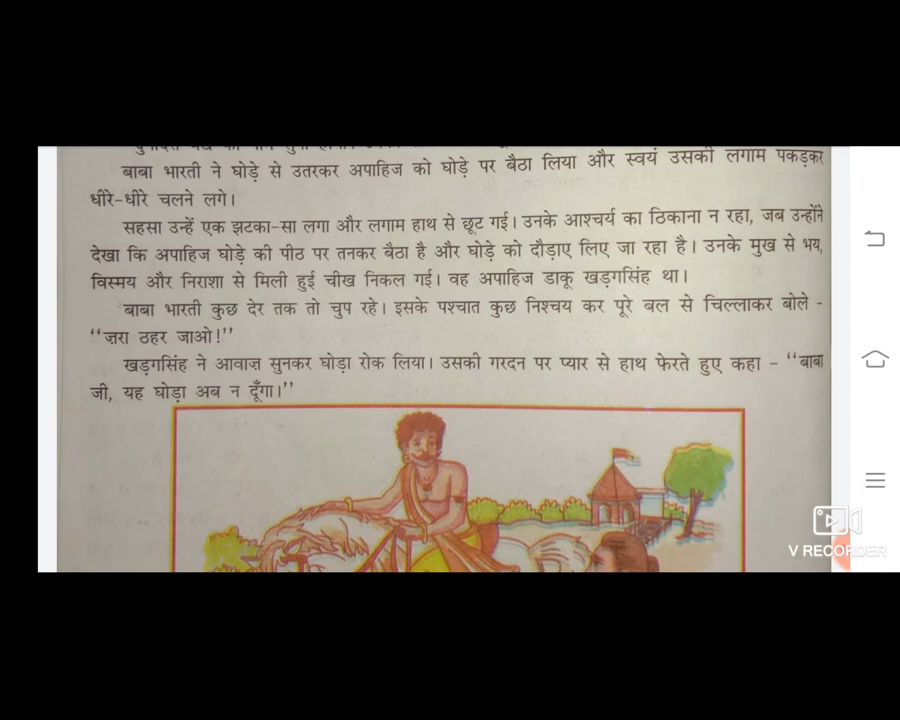 बाबा भारती ने घोड़े से उतरकर अपाहिज को घोड़े पर बैठा लिया और स्वयं उसकी लगाम पकड़कर
धीरे-धीरे चलने लगे।
सहसा उन्हें एक झटका-सा लगा और लगाम हाथ से छूट गई। उनके आश्चर्य का ठिकाना न रहा, जब उन्होंने
देखा कि अपाहिज घोड़े की पीठ पर तनकर बैठा है और घोड़े को दौड़ाए लिए जा रहा है। उनके मुख से भय,
विस्मय और निराशा से मिली हुई चीख निकल गई। वह अपाहिज डाकू खड़गसिंह था।
बाबा भारती कुछ देर तक तो चुप रहे। इसके पश्चात कुछ निश्चय कर पूरे बल से चिल्लाकर बोले -
‘‘ज़रा ठहर जाओ!’’
खड़गसिंह ने आवाज़ सुनकर घोड़ा रोक लिया। उसकी गरदन पर प्यार से हाथ फेरते हुए कहा - ‘‘बाबा
जी, यह घोड़ा अब न दूँगा।’’
V RECORDER